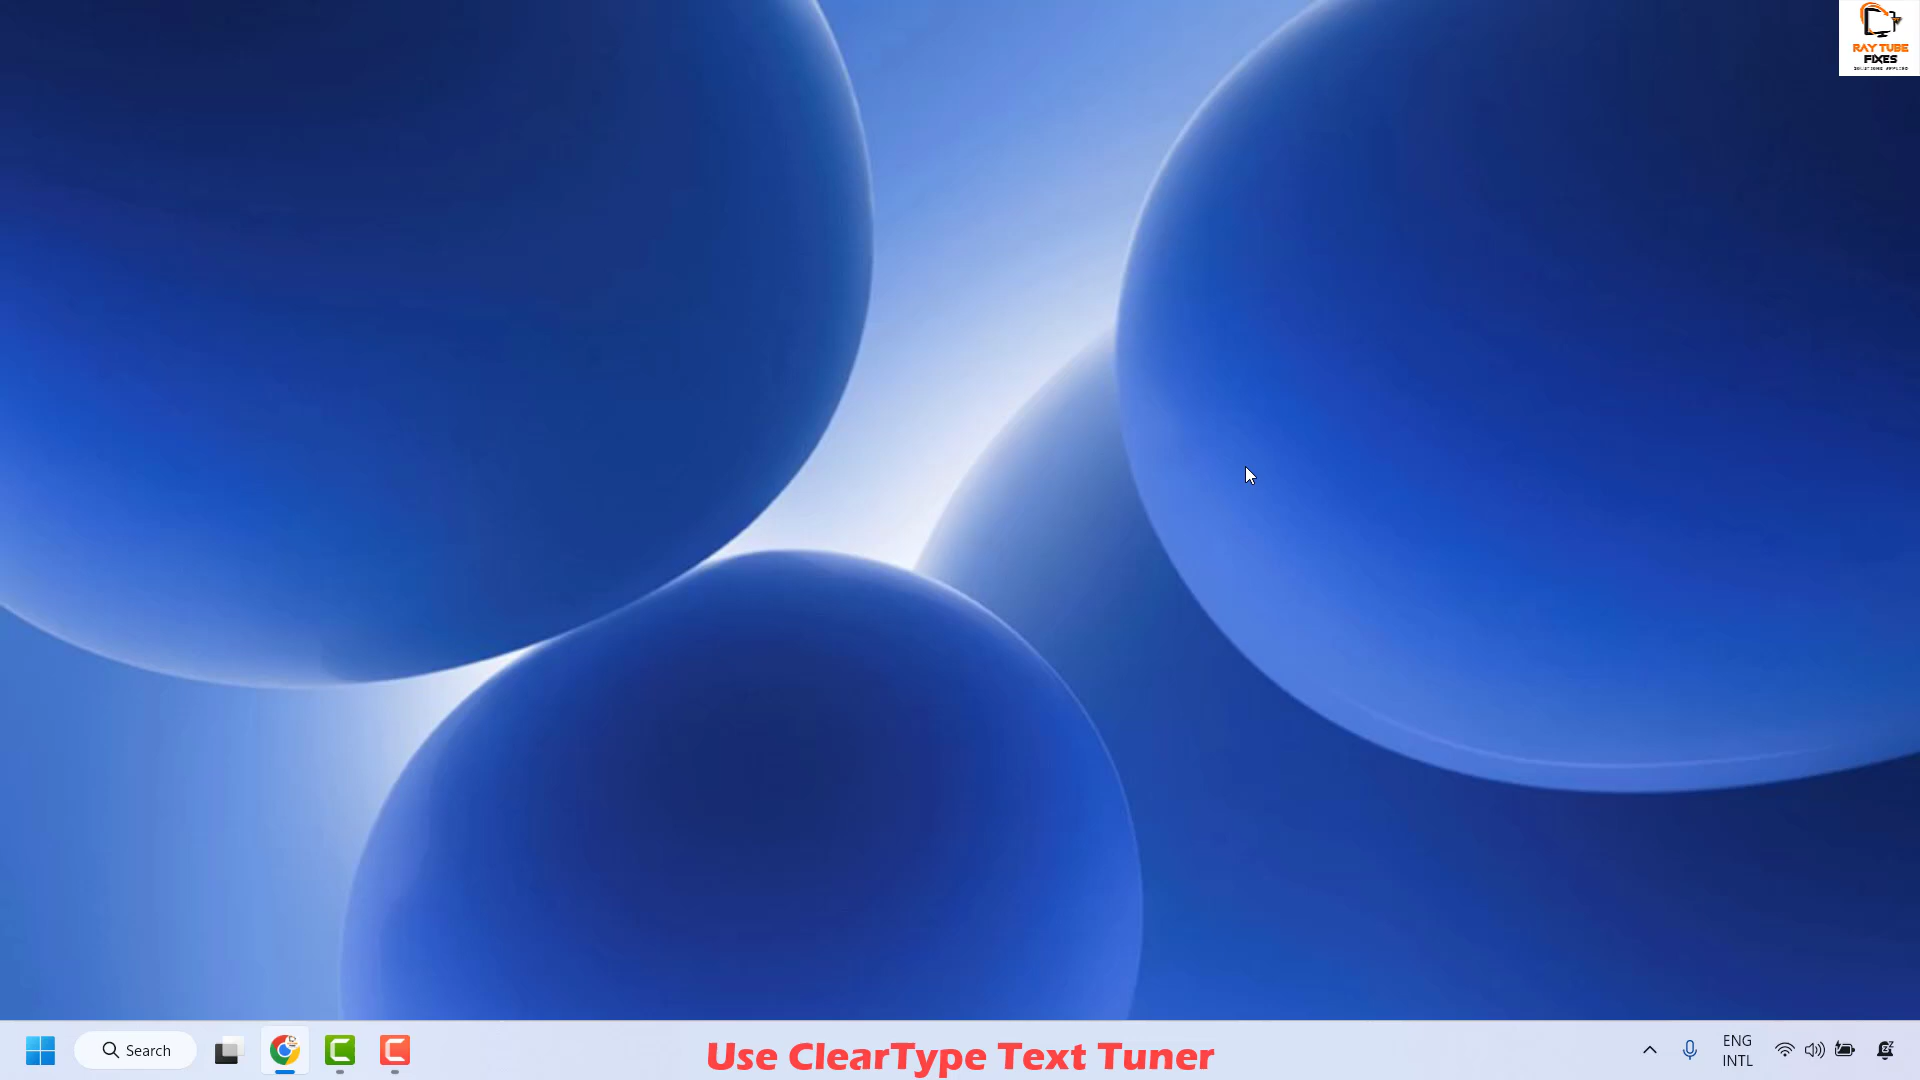 RAY TUBE
FIXES
Search
Use ClearType Text Tuner
ENG
INTL